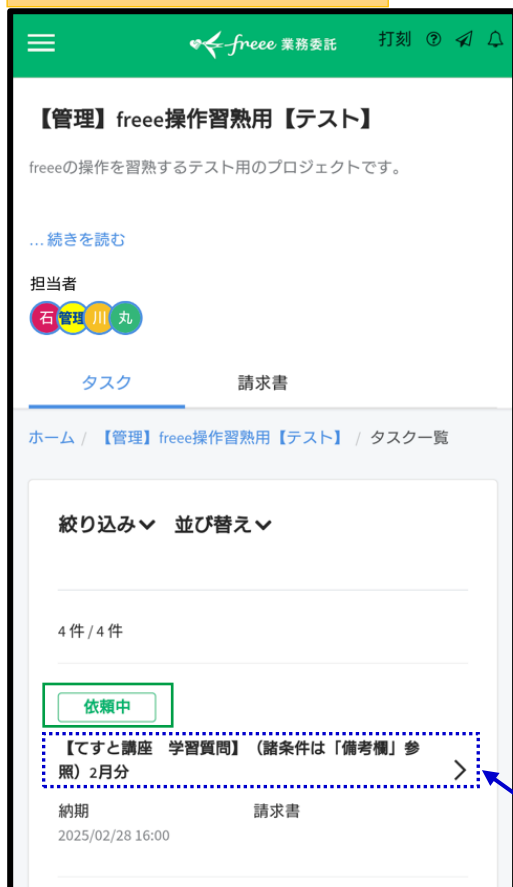 freee 業務委託 打刻
【管理】freee操作習熟用【テスト】
freeeの操作を習熟するテスト用のプロジェクトです。
…続きを読む
担当者
石 管理 川 丸
タスク 請求書
ホーム / 【管理】freee操作習熟用【テスト】 / タスク一覧
絞り込み 並び替え
4 件 / 4 件
依頼中
【てすと講座　学習質問】（諸条件は「備考欄」参
照）2月分
納期 請求書
2025/02/28 16:00